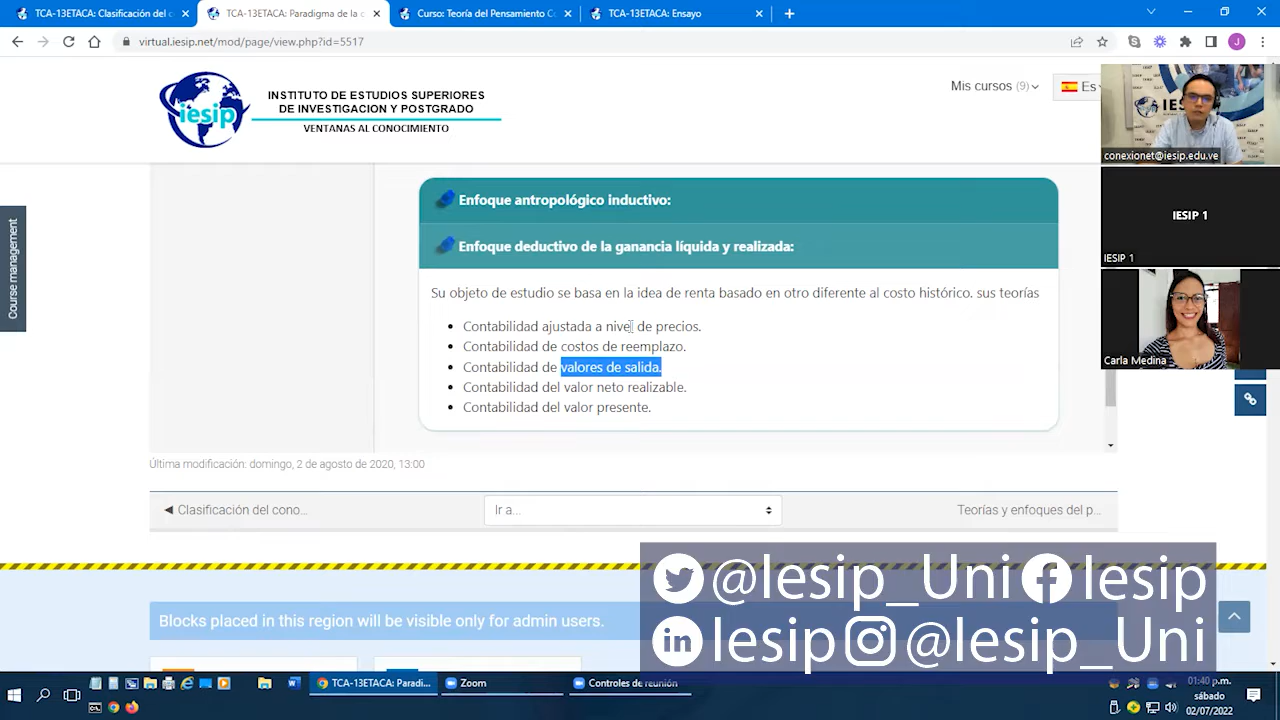 TCA-13ETACA: Clasificación del c
TCA-13ETACA: Paradigma de la c
Curso: Teoría del Pensamiento Co
TCA-13ETACA: Ensayo
virtual.iesip.net/mod/page/view.php?id=5517
J
iesip
INSTITUTO DE ESTUDIOS SUPERIORES
DE INVESTIGACIÓN Y POSTGRADO
VENTANAS AL CONOCIMIENTO
Mis cursos (9)
Es
conexionet@iesip.edu.ve
IESIP 1
IESIP 1
Carla Medina
Course management
Enfoque antropológico inductivo:
Enfoque deductivo de la ganancia líquida y realizada:
Su objeto de estudio se basa en la idea de renta basado en otro diferente al costo histórico. sus teorías
• Contabilidad ajustada a nivel de precios.
• Contabilidad de costos de reemplazo.
• Contabilidad de valores de salida.
• Contabilidad del valor neto realizable.
• Contabilidad del valor presente.
Última modificación: domingo, 2 de agosto de 2020, 13:00
◀ Clasificación del cono...
Ir a...
Teorías y enfoques del p...
Blocks placed in this region will be visible only for admin users.
@Iesip_Uni Iesip
Iesip @Iesip_Uni
TCA-13ETACA: Paradi...
Zoom
Controles de reunión
01:40 p.m.
sábado
02/07/2022